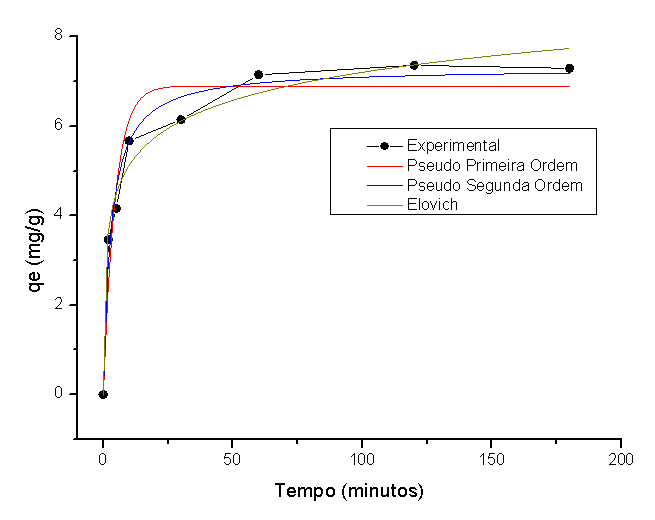 8
6
4
2
0
qe (mg/g)
Experimental
Pseudo Primeira Ordem
Pseudo Segunda Ordem
Elovich
0 50 100 150 200
Tempo (minutos)